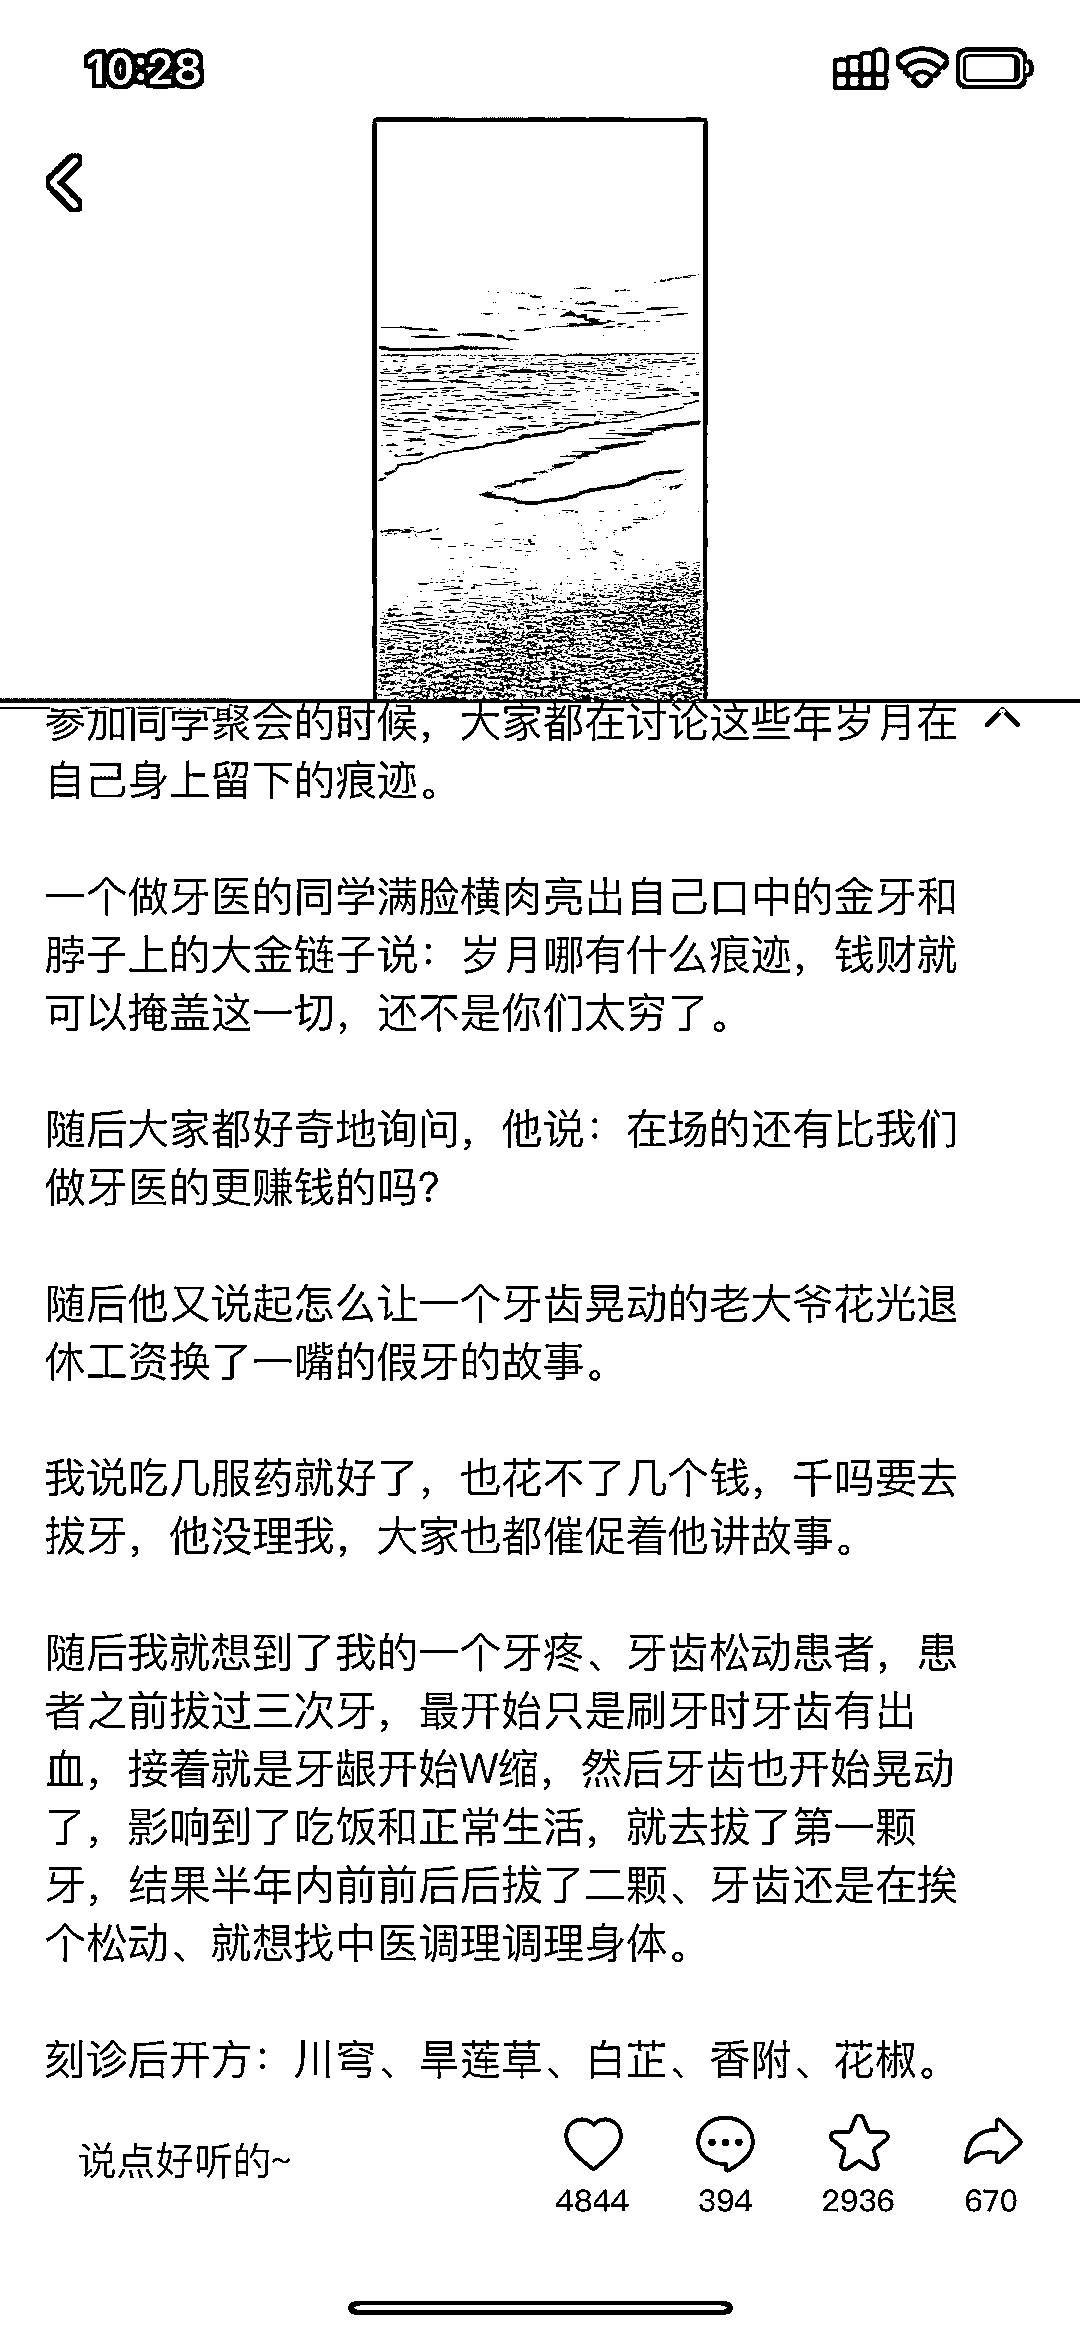 10:28
参加同学聚会的时候，大家都在讨论这些年岁月在
自己身上留下的痕迹。
一个做牙医的同学满脸横肉亮出自己口中的金牙和
脖子上的大金链子说：岁月哪有什么痕迹，钱财就
可以掩盖这一切，还不是你们太穷了。
随后大家都好奇地询问，他说：在场的还有比我们
做牙医的更赚钱的吗？
随后他又说起怎么让一个牙齿晃动的老大爷花光退
休工资换了一嘴的假牙的故事。
我说吃几服药就好了，也花不了几个钱，千吗要去
拔牙，他没理我，大家也都催促着他讲故事。
随后我就想到了我的一个牙疼、牙齿松动患者，患
者之前拔过三次牙，最开始只是刷牙时牙齿有出
血，接着就是牙龈开始W缩，然后牙齿也开始晃动
了，影响到了吃饭和正常生活，就去拔了第一颗
牙，结果半年内前前后后拔了二颗、牙齿还是在挨
个松动、就想找中医调理调理身体。
刻诊后开方：川穹、旱莲草、白芷、香附、花椒。
说点好听的~
4844
394
2936
670